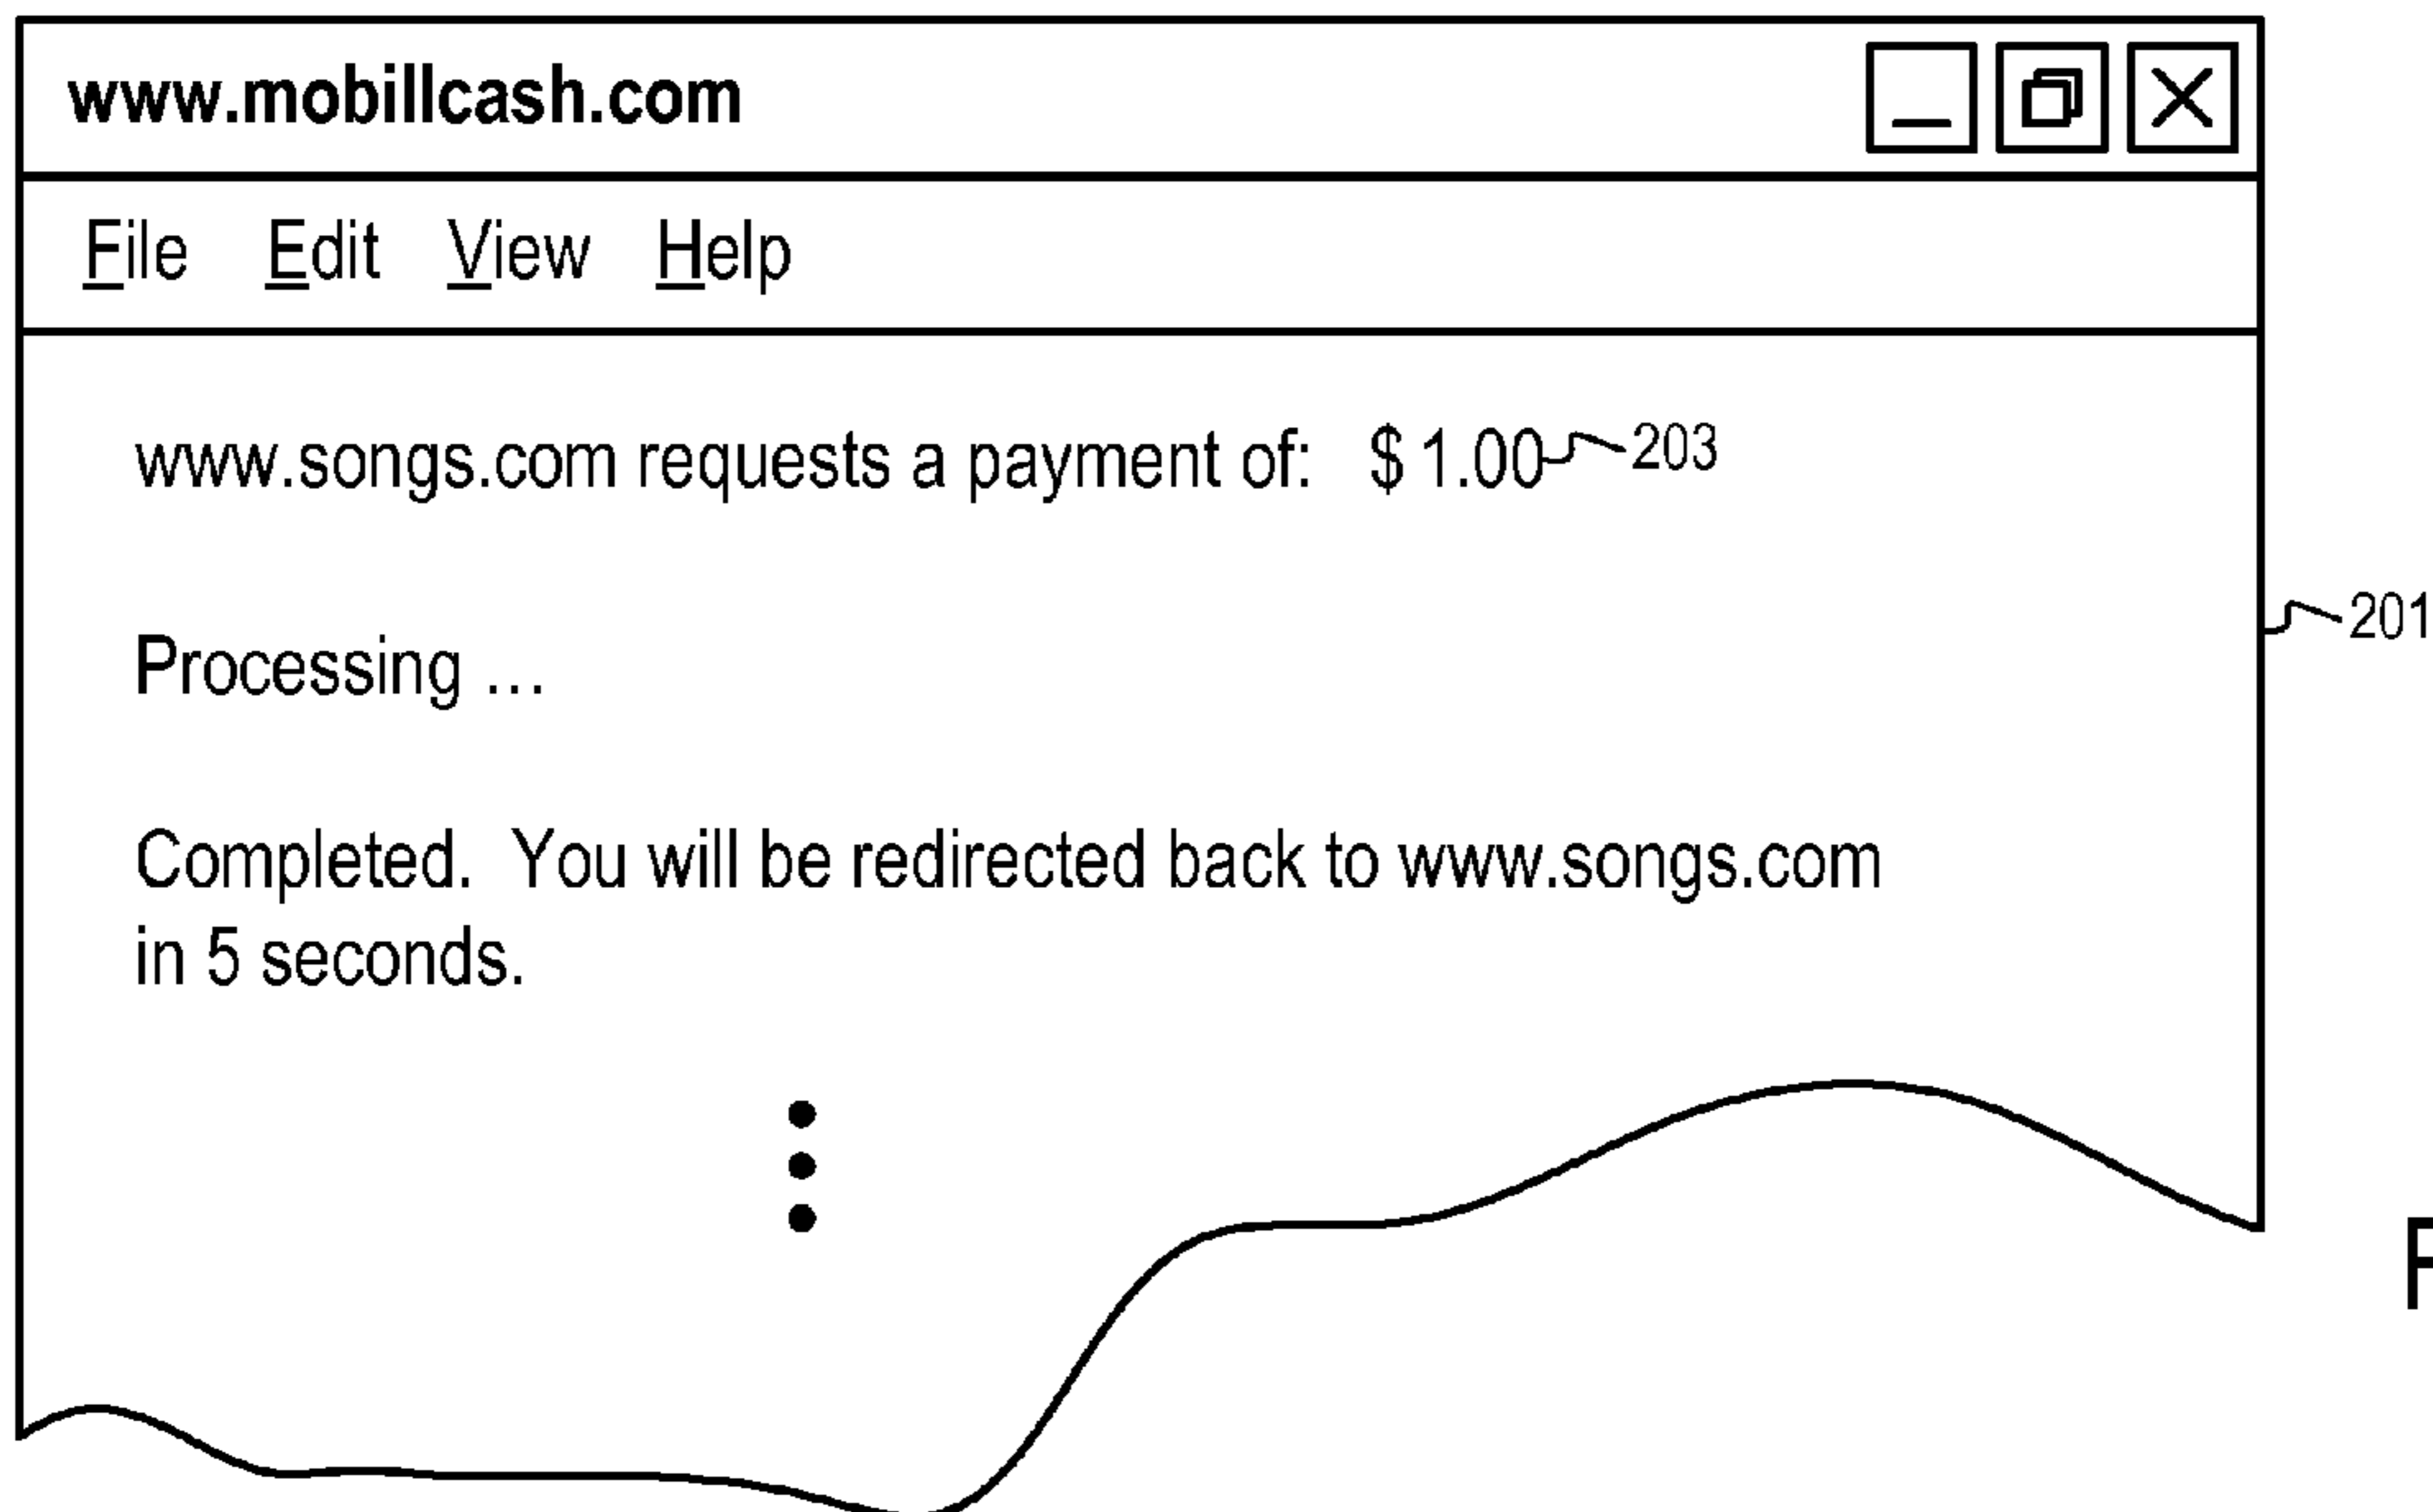 www.mobillcash.com
File Edit View Help
www.songs.com requests a payment of: $ 1.00 203
201
Processing ...
Completed. You will be redirected back to www.songs.com
in 5 seconds.